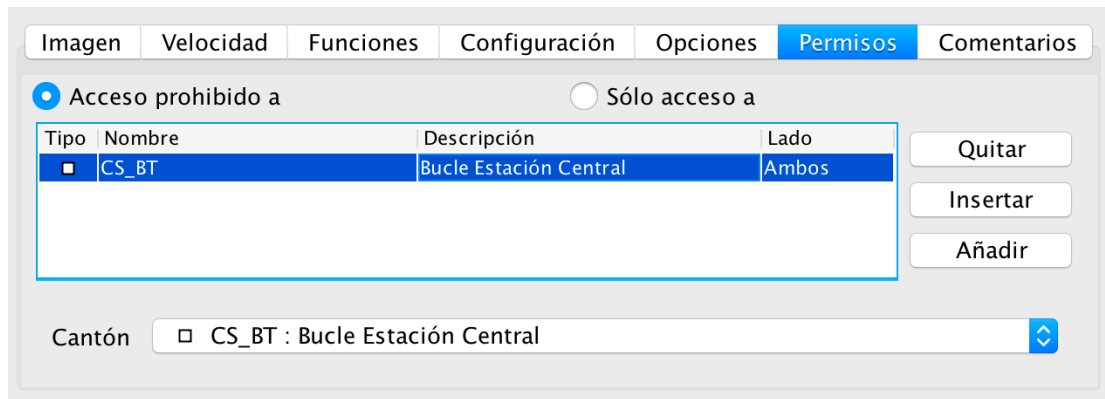 Imagen Velocidad Funciones Configuración Opciones Permisos Comentarios
Acceso prohibido a Sólo acceso a
Tipo Nombre Descripción Lado
CS_BT Bucle Estación Central Ambos
Quitar
Insertar
Añadir
Cantón CS_BT : Bucle Estación Central